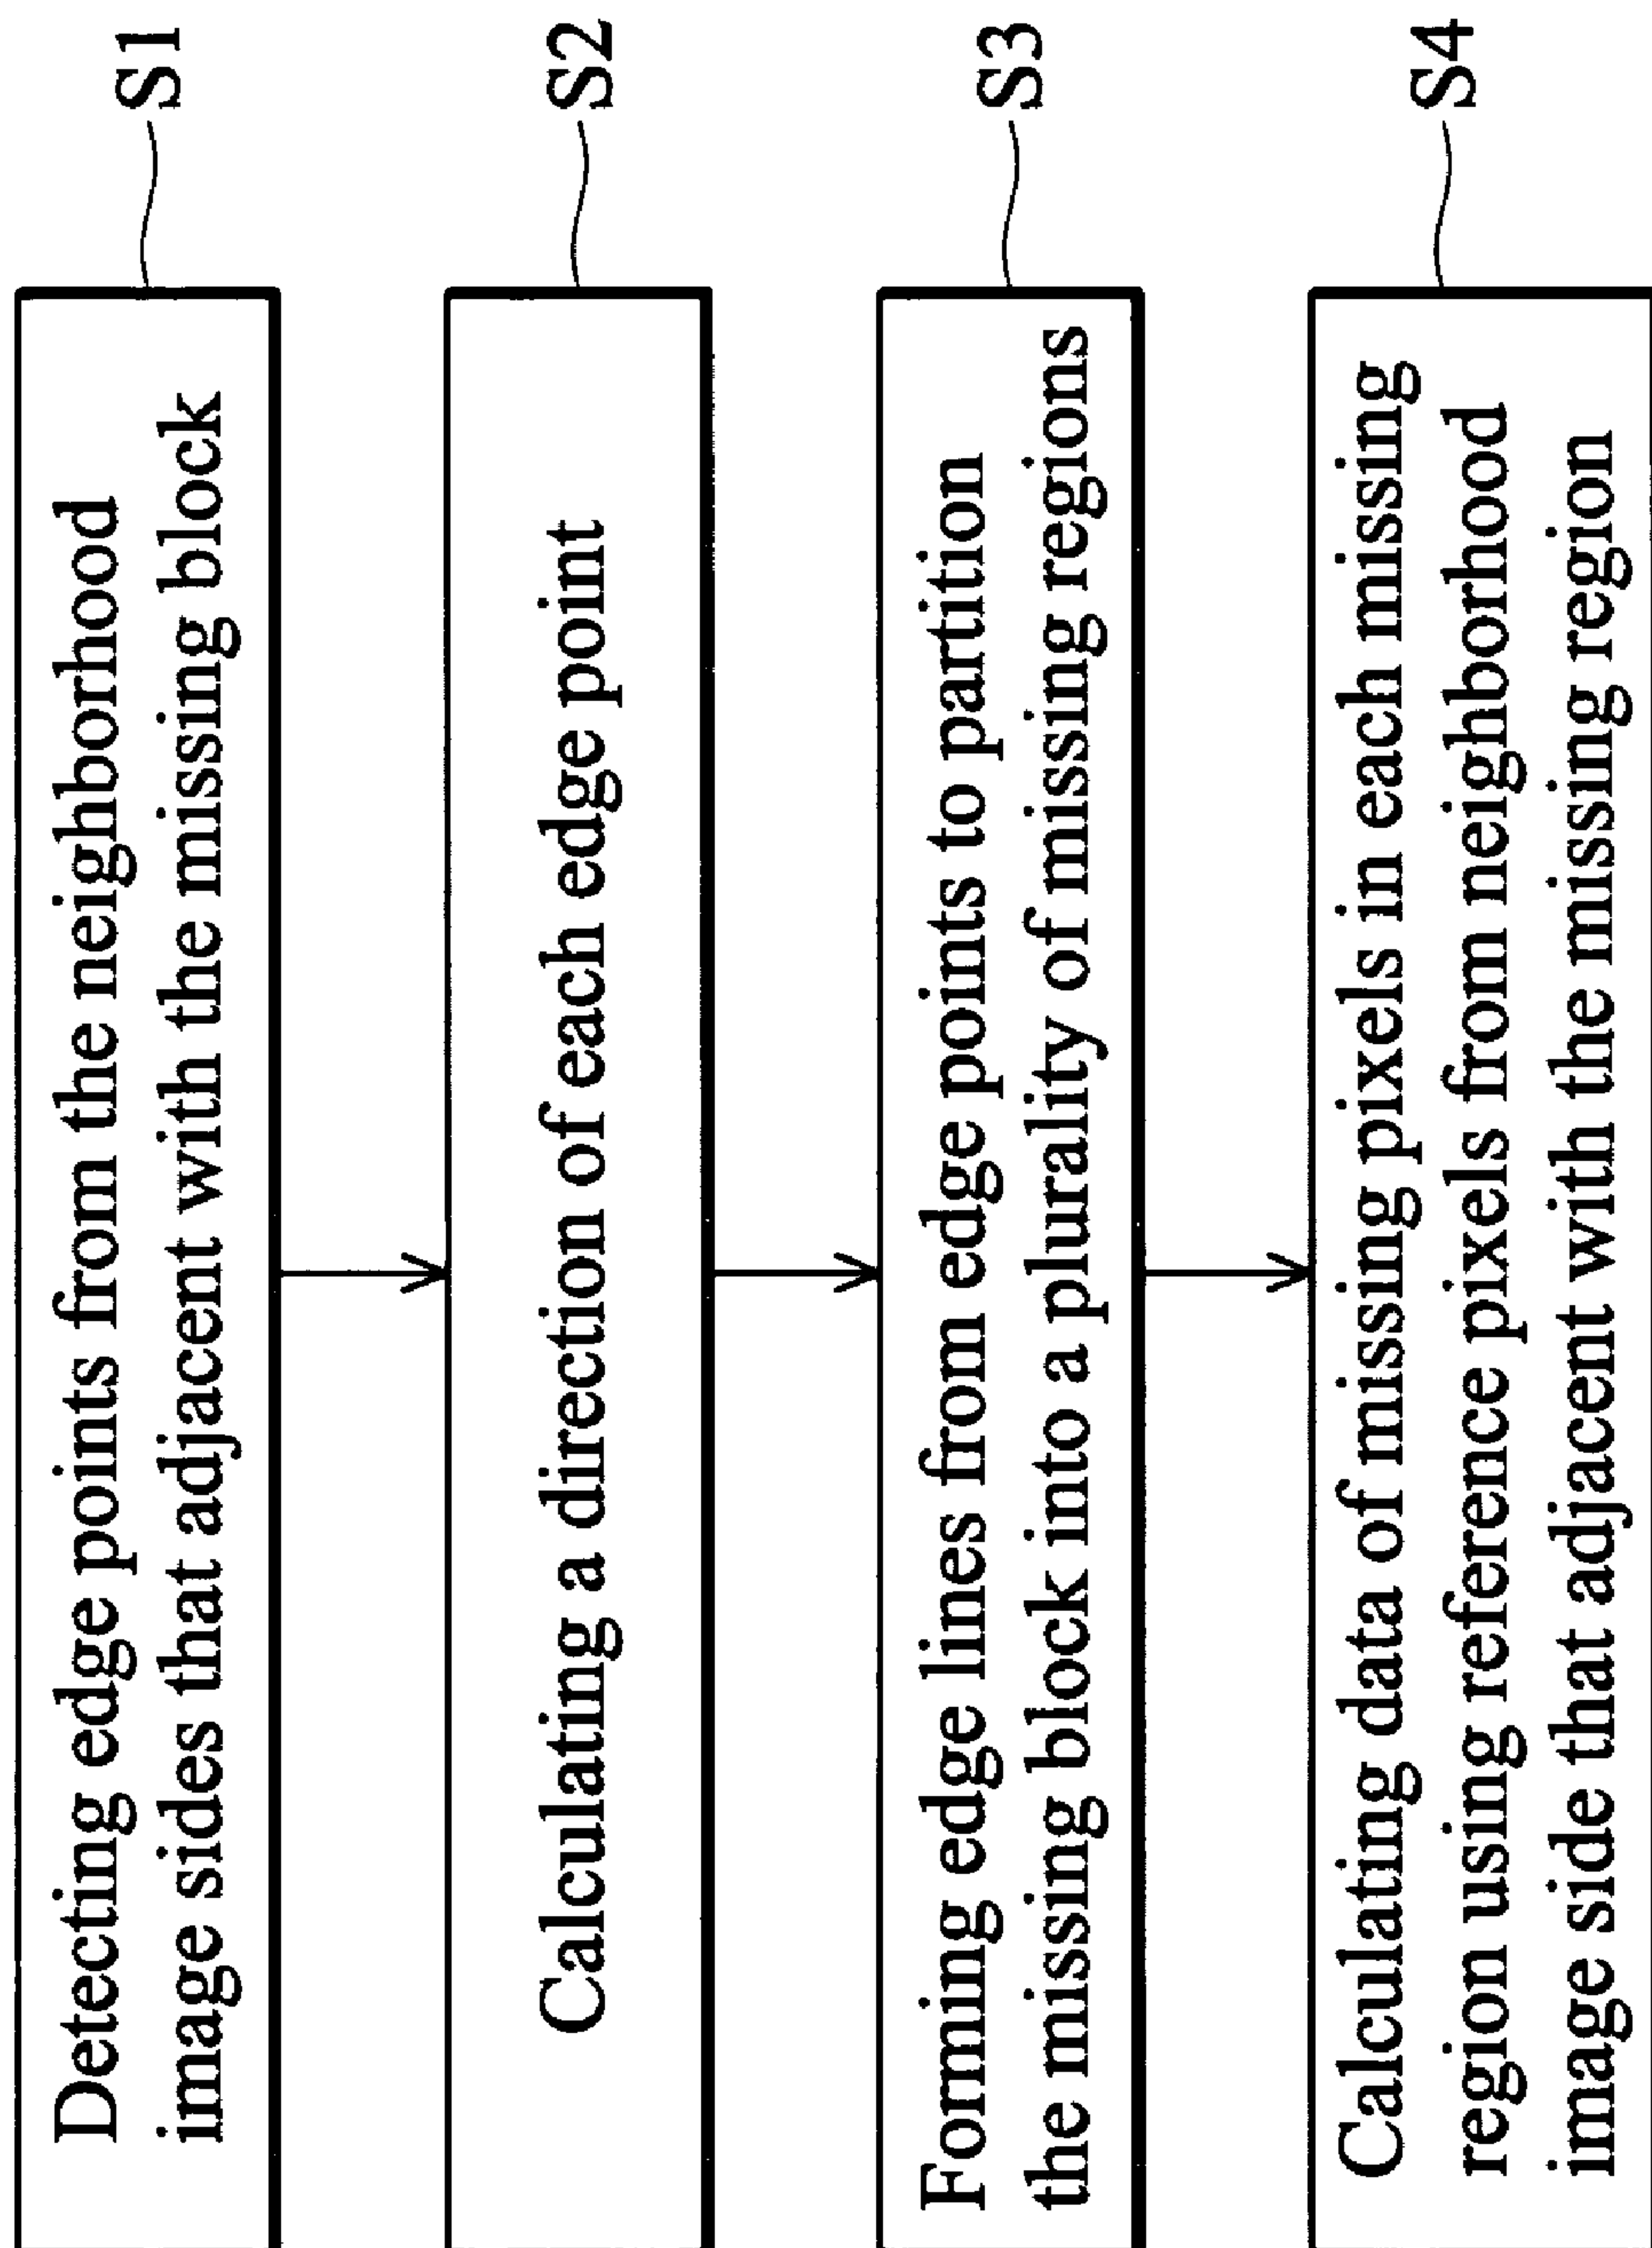 Detecting edge points from the neighborhood
image sides that adjacent with the missing block
S1
Calculating a direction of each edge point
S2
Forming edge lines from edge points to partition
the missing block into a plurality of missing regions
S3
Calculating data of missing pixels in each missing
region using reference pixels from neighborhood
image side that adjacent with the missing region
S4